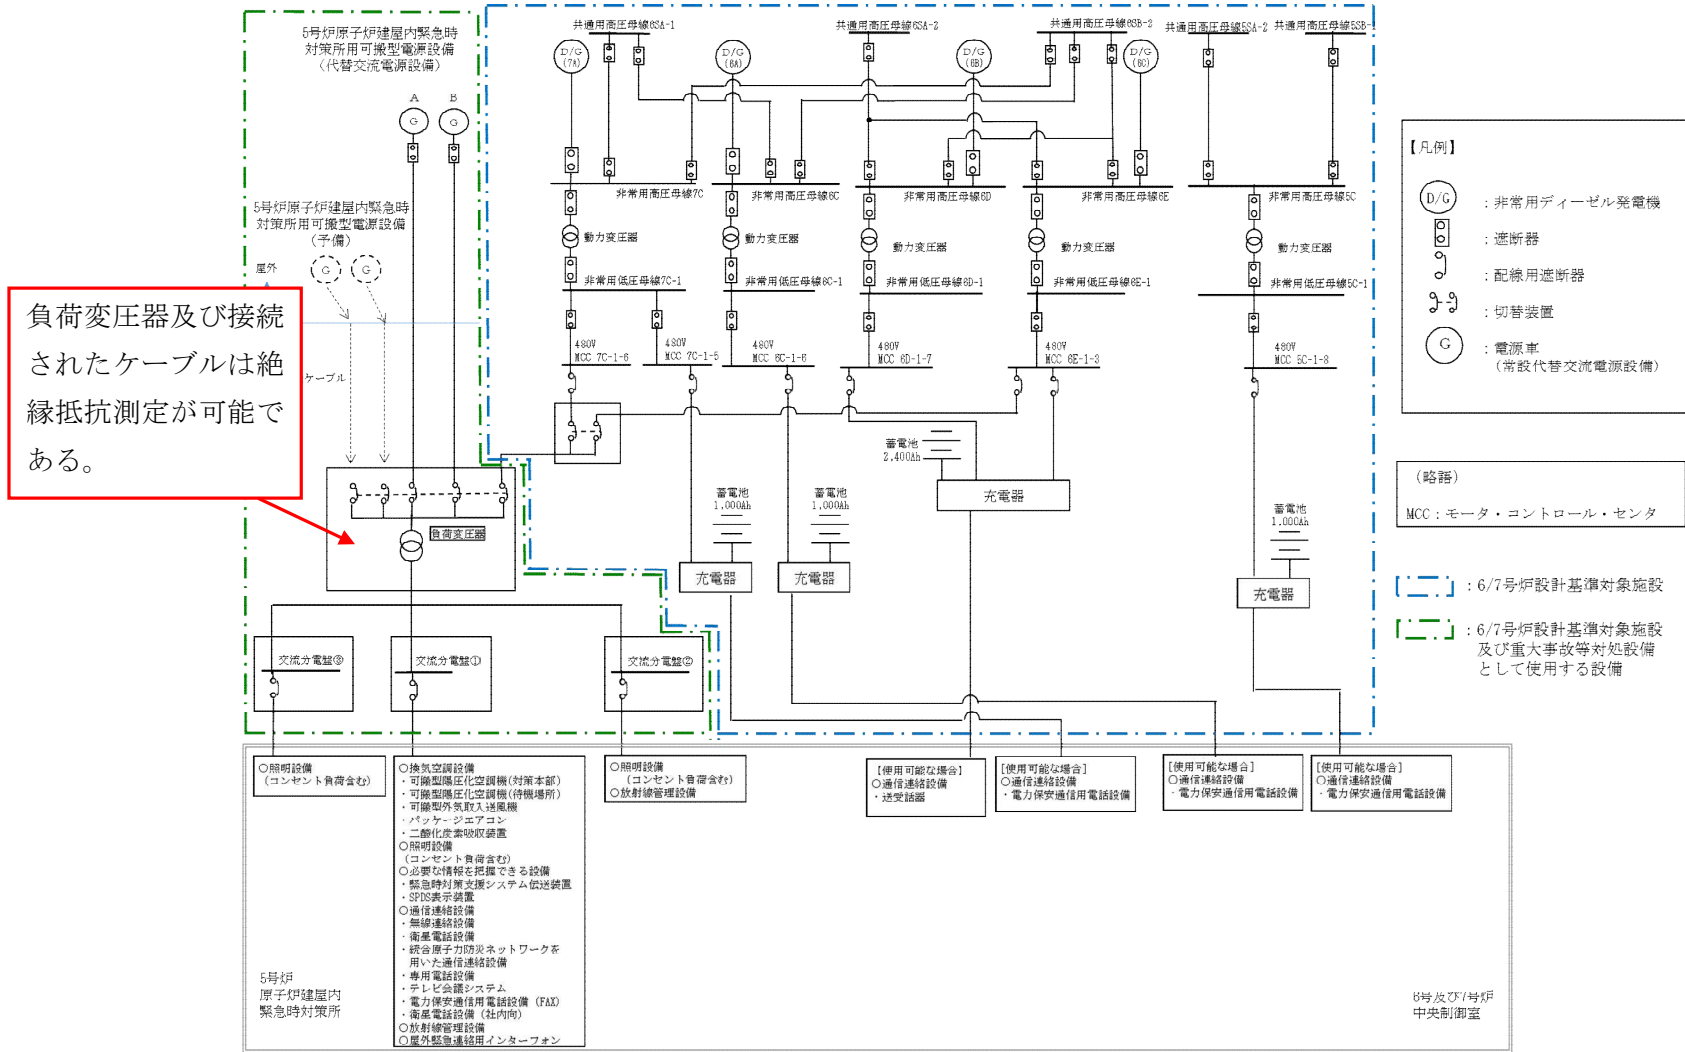 5号炉原子炉建屋内緊急時
対策所用可搬型電源設備
(代替交流電源設備)
A
B
G
G
5号炉原子炉建屋内緊急時
対策所用可搬型電源設備
(予備)
屋外
G
G
負荷変圧器及び接続
されたケーブルは絶
縁抵抗測定が可能で
ある。
ケーブル
負荷変圧器
交流分電盤③
交流分電盤①
交流分電盤②
共通用高圧母線6SA-1
共通用高圧母線6SA-2
共通用高圧母線6SB-2
共通用高圧母線5SA-2
共通用高圧母線5SB-
D/G
(7A)
D/G
(6A)
D/G
(6B)
D/G
(6C)
非常用高圧母線7C
非常用高圧母線6C
非常用高圧母線6D
非常用高圧母線6E
非常用高圧母線5C
動力変圧器
動力変圧器
動力変圧器
動力変圧器
動力変圧器
非常用低圧母線7C-1
非常用低圧母線6C-1
非常用低圧母線6D-1
非常用低圧母線6E-1
非常用低圧母線5C-1
480V
MCC 7C-1-6
480V
MCC 7C-1-5
480V
MCC 6C-1-6
480V
MCC 6D-1-7
480V
MCC 6E-1-3
480V
MCC 5C-1-8
蓄電池
2,400Ah
充電器
蓄電池
1,000Ah
充電器
蓄電池
1,000Ah
充電器
蓄電池
1,000Ah
充電器
【凡例】
D/G
:非常用ディーゼル発電機
:遮断器
:配線用遮断器
:切替装置
G
:電源車
(常設代替交流電源設備)
(略語)
MCC:モータ・コントロール・センタ
:6/7号炉設計基準対象施設
:6/7号炉設計基準対象施設
及び重大事故等対処設備
として使用する設備
○照明設備
(コンセント負荷含む)
○換気空調設備
・可搬型陽圧化空調機(対策本部)
・可搬型陽圧化空調機(待機場所)
・可搬型外気取入送風機
・パッケージエアコン
・二酸化炭素吸収装置
○照明設備
(コンセント負荷含む)
○必要な情報を把握できる設備
・緊急時対策支援システム伝送装置
・SPDS表示装置
○通信連絡設備
・無線連絡設備
・衛星電話設備
・統合原子力防災ネットワークを
用いた通信連絡設備
・専用電話設備
・テレビ会議システム
・電力保安通信用電話設備(FAX)
・衛星電話設備(社内向)
○放射線管理設備
○屋外緊急連絡用インターフォン
○照明設備
(コンセント負荷含む)
○放射線管理設備
[使用可能な場合]
○通信連絡設備
・送受話器
[使用可能な場合]
○通信連絡設備
・電力保安通信用電話設備
[使用可能な場合]
○通信連絡設備
・電力保安通信用電話設備
[使用可能な場合]
○通信連絡設備
・電力保安通信用電話設備
5号炉
原子炉建屋内
緊急時対策所
6号及び7号炉
中央制御室